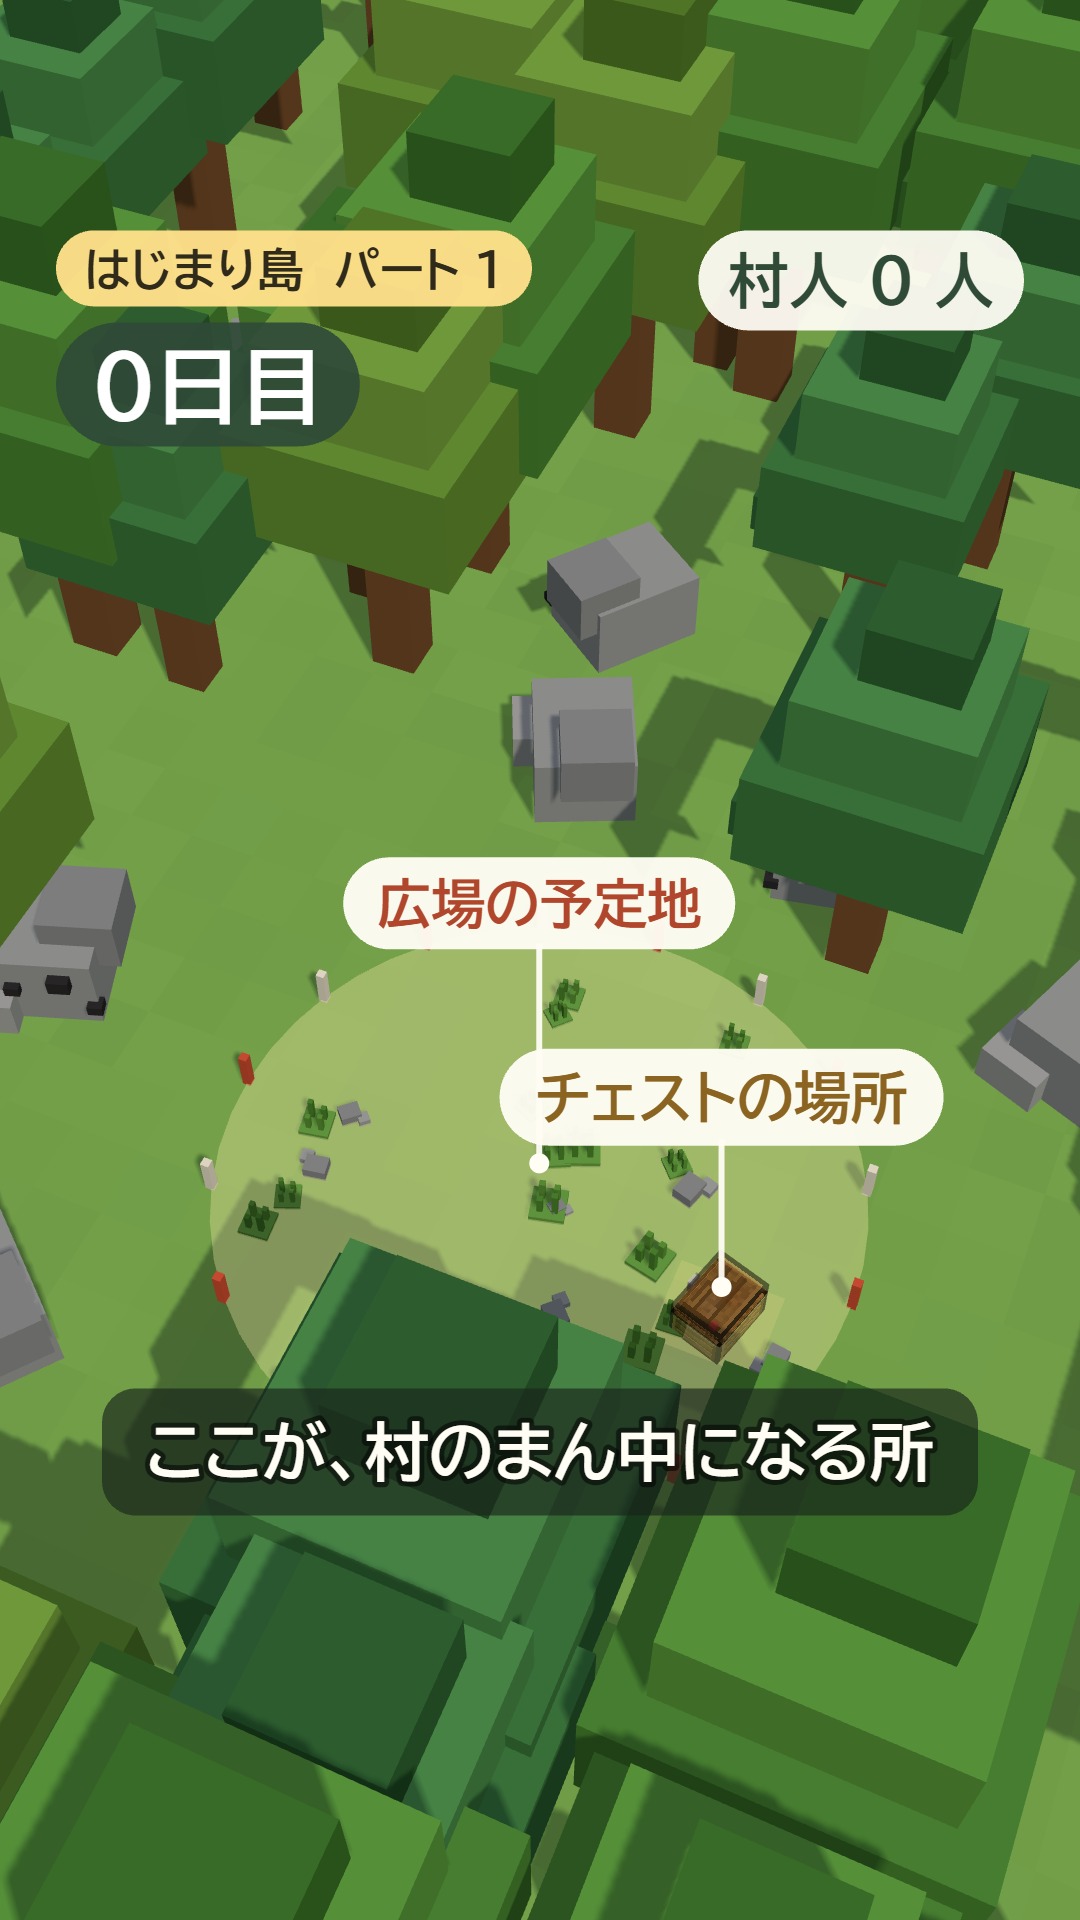 はじまり島 パート 1
村人 0 人
0日目
広場の予定地
チェストの場所
ここが、村のまん中になる所